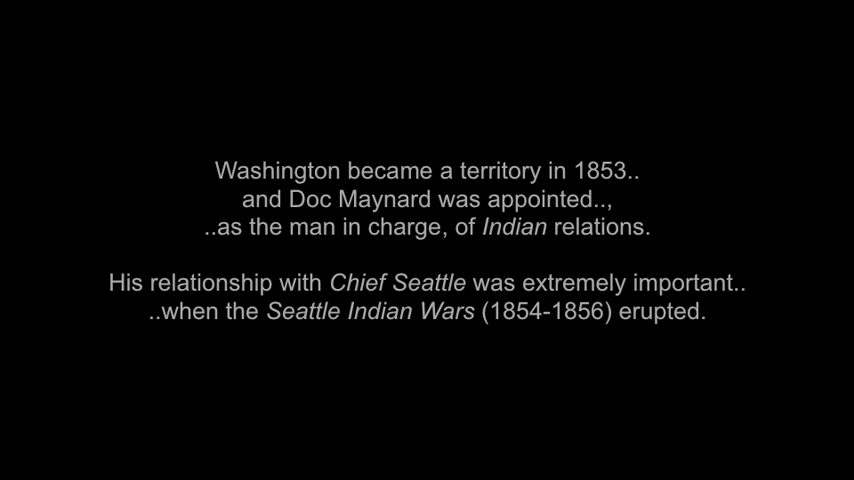 Washington became a territory in 1853..
and Doc Maynard was appointed..,
..as the man in charge, of Indian relations.
His relationship with Chief Seattle was extremely important..
..when the Seattle Indian Wars (1854-1856) erupted.